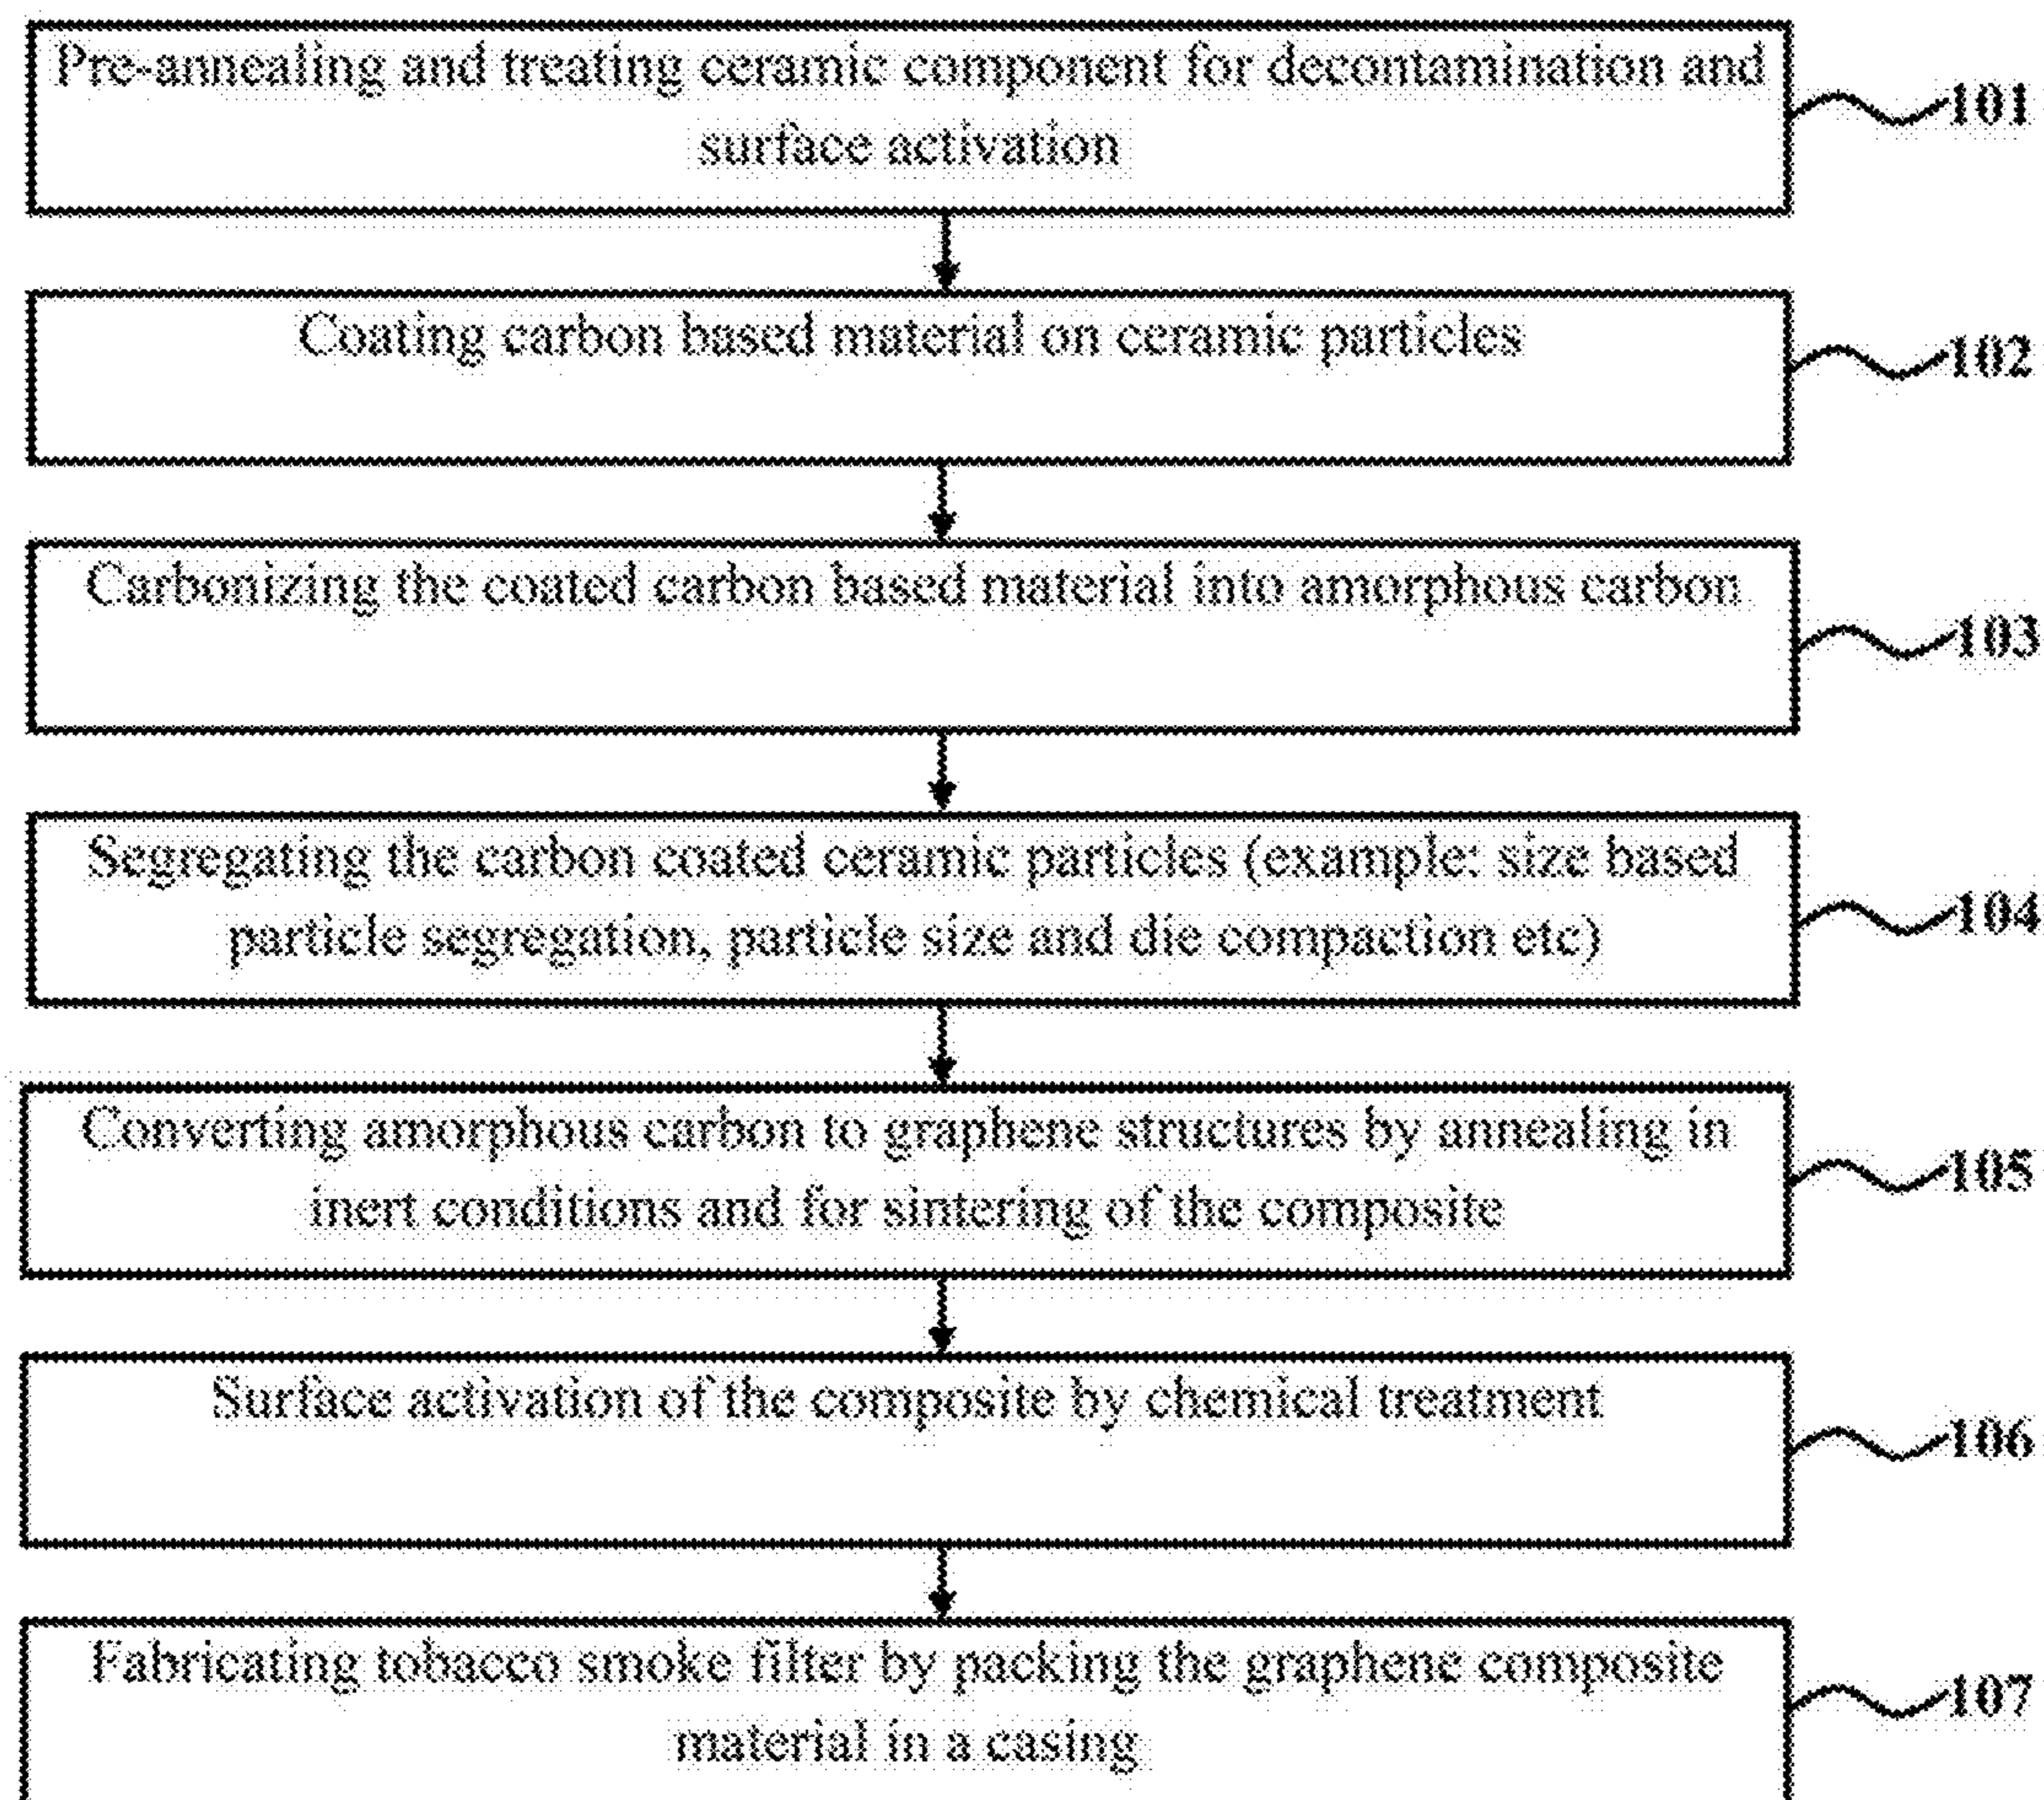 Pre-annealing and treating ceramic component for decontamination and
surface activation
101
Coating carbon based material on ceramic particles
102
Carbonizing the coated carbon based material into amorphous carbon
103
Segregating the carbon coated ceramic particles (example: size based
particle segregation, particle size and die compaction etc)
104
Converting amorphous carbon to graphene structures by annealing in
inert conditions and for sintering of the composite
105
Surface activation of the composite by chemical treatment
106
Fabricating tobacco smoke filter by packing the graphene composite
material in a casing
107